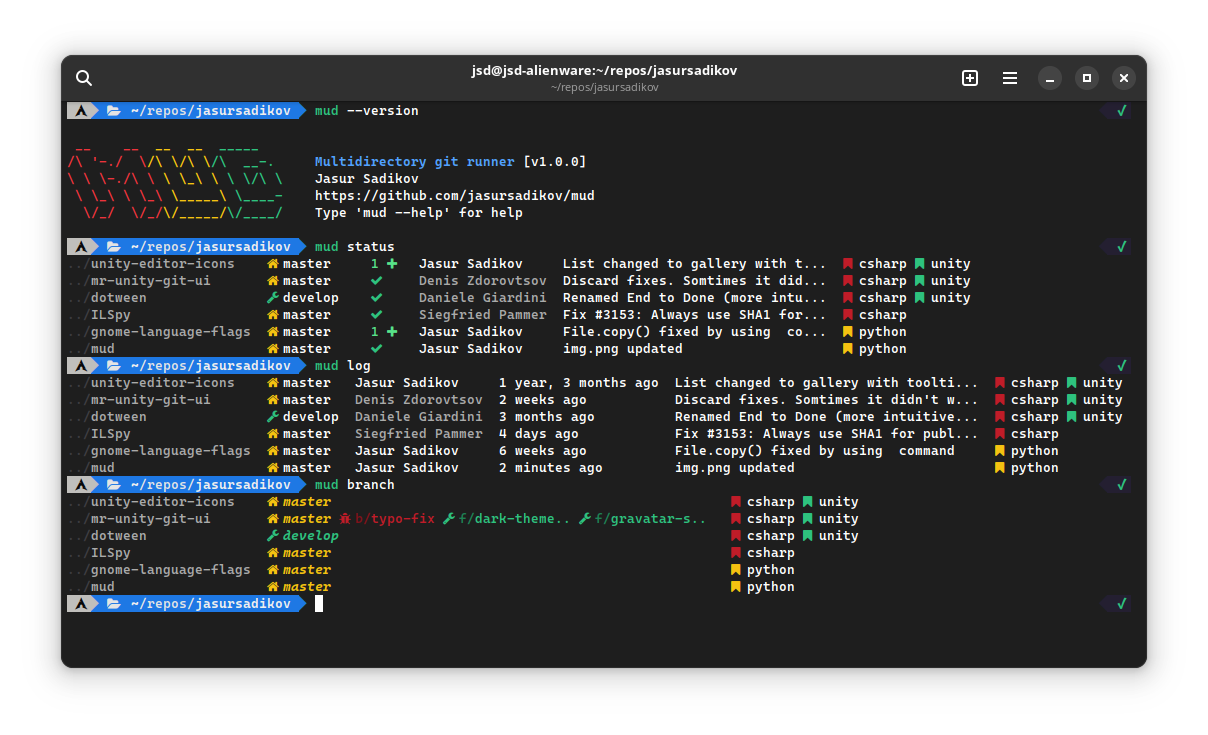 jsd@jsd-alienware:~/repos/jasursadikov
~/repos/jasursadikov
~/repos/jasursadikov mud --version
Multidirectory git runner [v1.0.0]
Jasur Sadikov
https://github.com/jasursadikov/mud
Type 'mud --help' for help
~/repos/jasursadikov mud status
../unity-editor-icons master 1 Jasur Sadikov List changed to gallery with t... csharp unity
../mr-unity-git-ui master Denis Zdorovtsov Discard fixes. Somtimes it did... csharp unity
../dotween develop Daniele Giardini Renamed End to Done (more intu... csharp unity
../ILSpy master Siegfried Pammer Fix #3153: Always use SHA1 for... csharp
../gnome-language-flags master 1 Jasur Sadikov File.copy() fixed by using  co... python
../mud master Jasur Sadikov img.png updated python
~/repos/jasursadikov mud log
../unity-editor-icons master Jasur Sadikov 1 year, 3 months ago List changed to gallery with toolti... csharp unity
../mr-unity-git-ui master Denis Zdorovtsov 2 weeks ago Discard fixes. Somtimes it didn't w... csharp unity
../dotween develop Daniele Giardini 3 months ago Renamed End to Done (more intuitive... csharp unity
../ILSpy master Siegfried Pammer 4 days ago Fix #3153: Always use SHA1 for publ... csharp
../gnome-language-flags master Jasur Sadikov 6 weeks ago File.copy() fixed by using  command python
../mud master Jasur Sadikov 2 minutes ago img.png updated python
~/repos/jasursadikov mud branch
../unity-editor-icons master csharp unity
../mr-unity-git-ui master b/typo-fix f/dark-theme.. f/gravatar-s.. csharp unity
../dotween develop csharp unity
../ILSpy master csharp
../gnome-language-flags master python
../mud master python
~/repos/jasursadikov